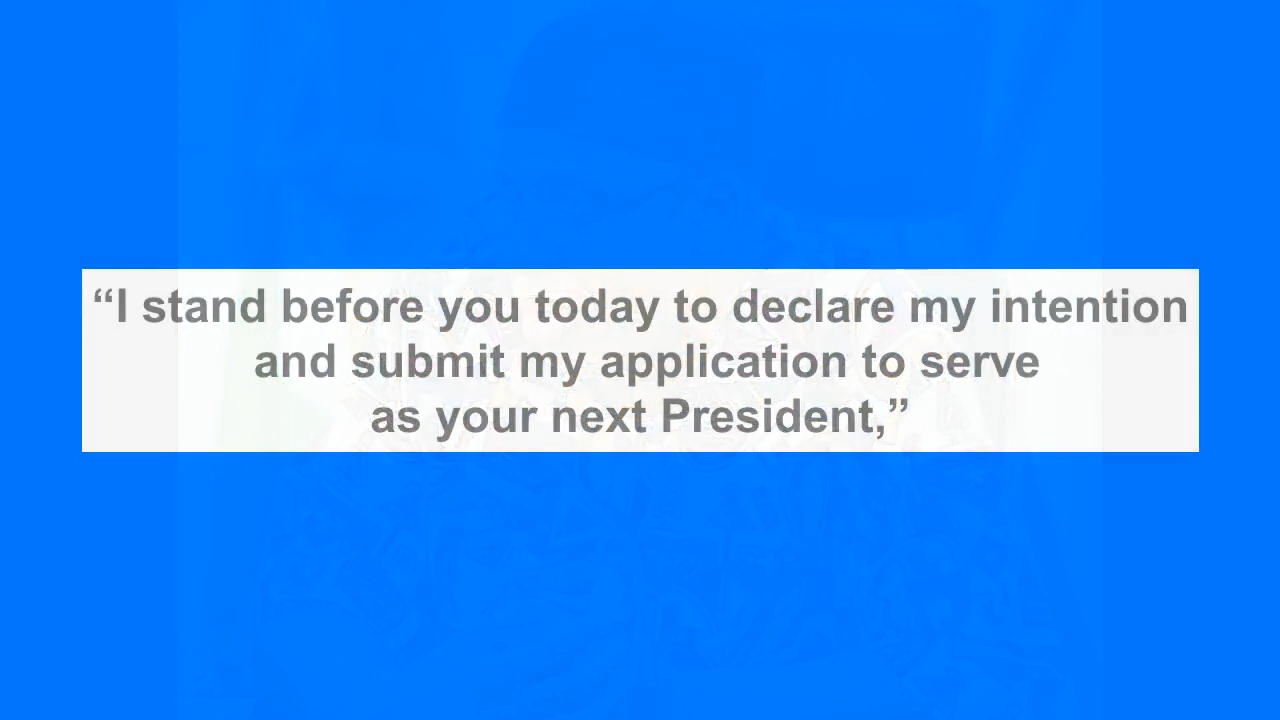 “I stand before you today to declare my intention
and submit my application to serve
as your next President,”